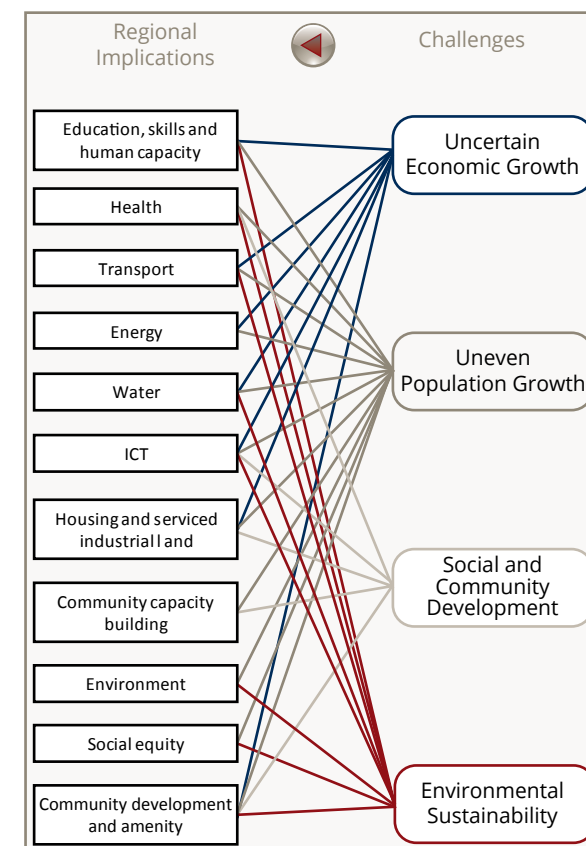 Regional
Implications
Challenges
Education, skills and
human capacity
Health
Transport
Energy
Water
ICT
Housing and serviced
industrial land
Community capacity
building
Environment
Social equity
Community development
and amenity
Uncertain
Economic Growth
Uneven
Population Growth
Social and
Community
Development
Environmental
Sustainability